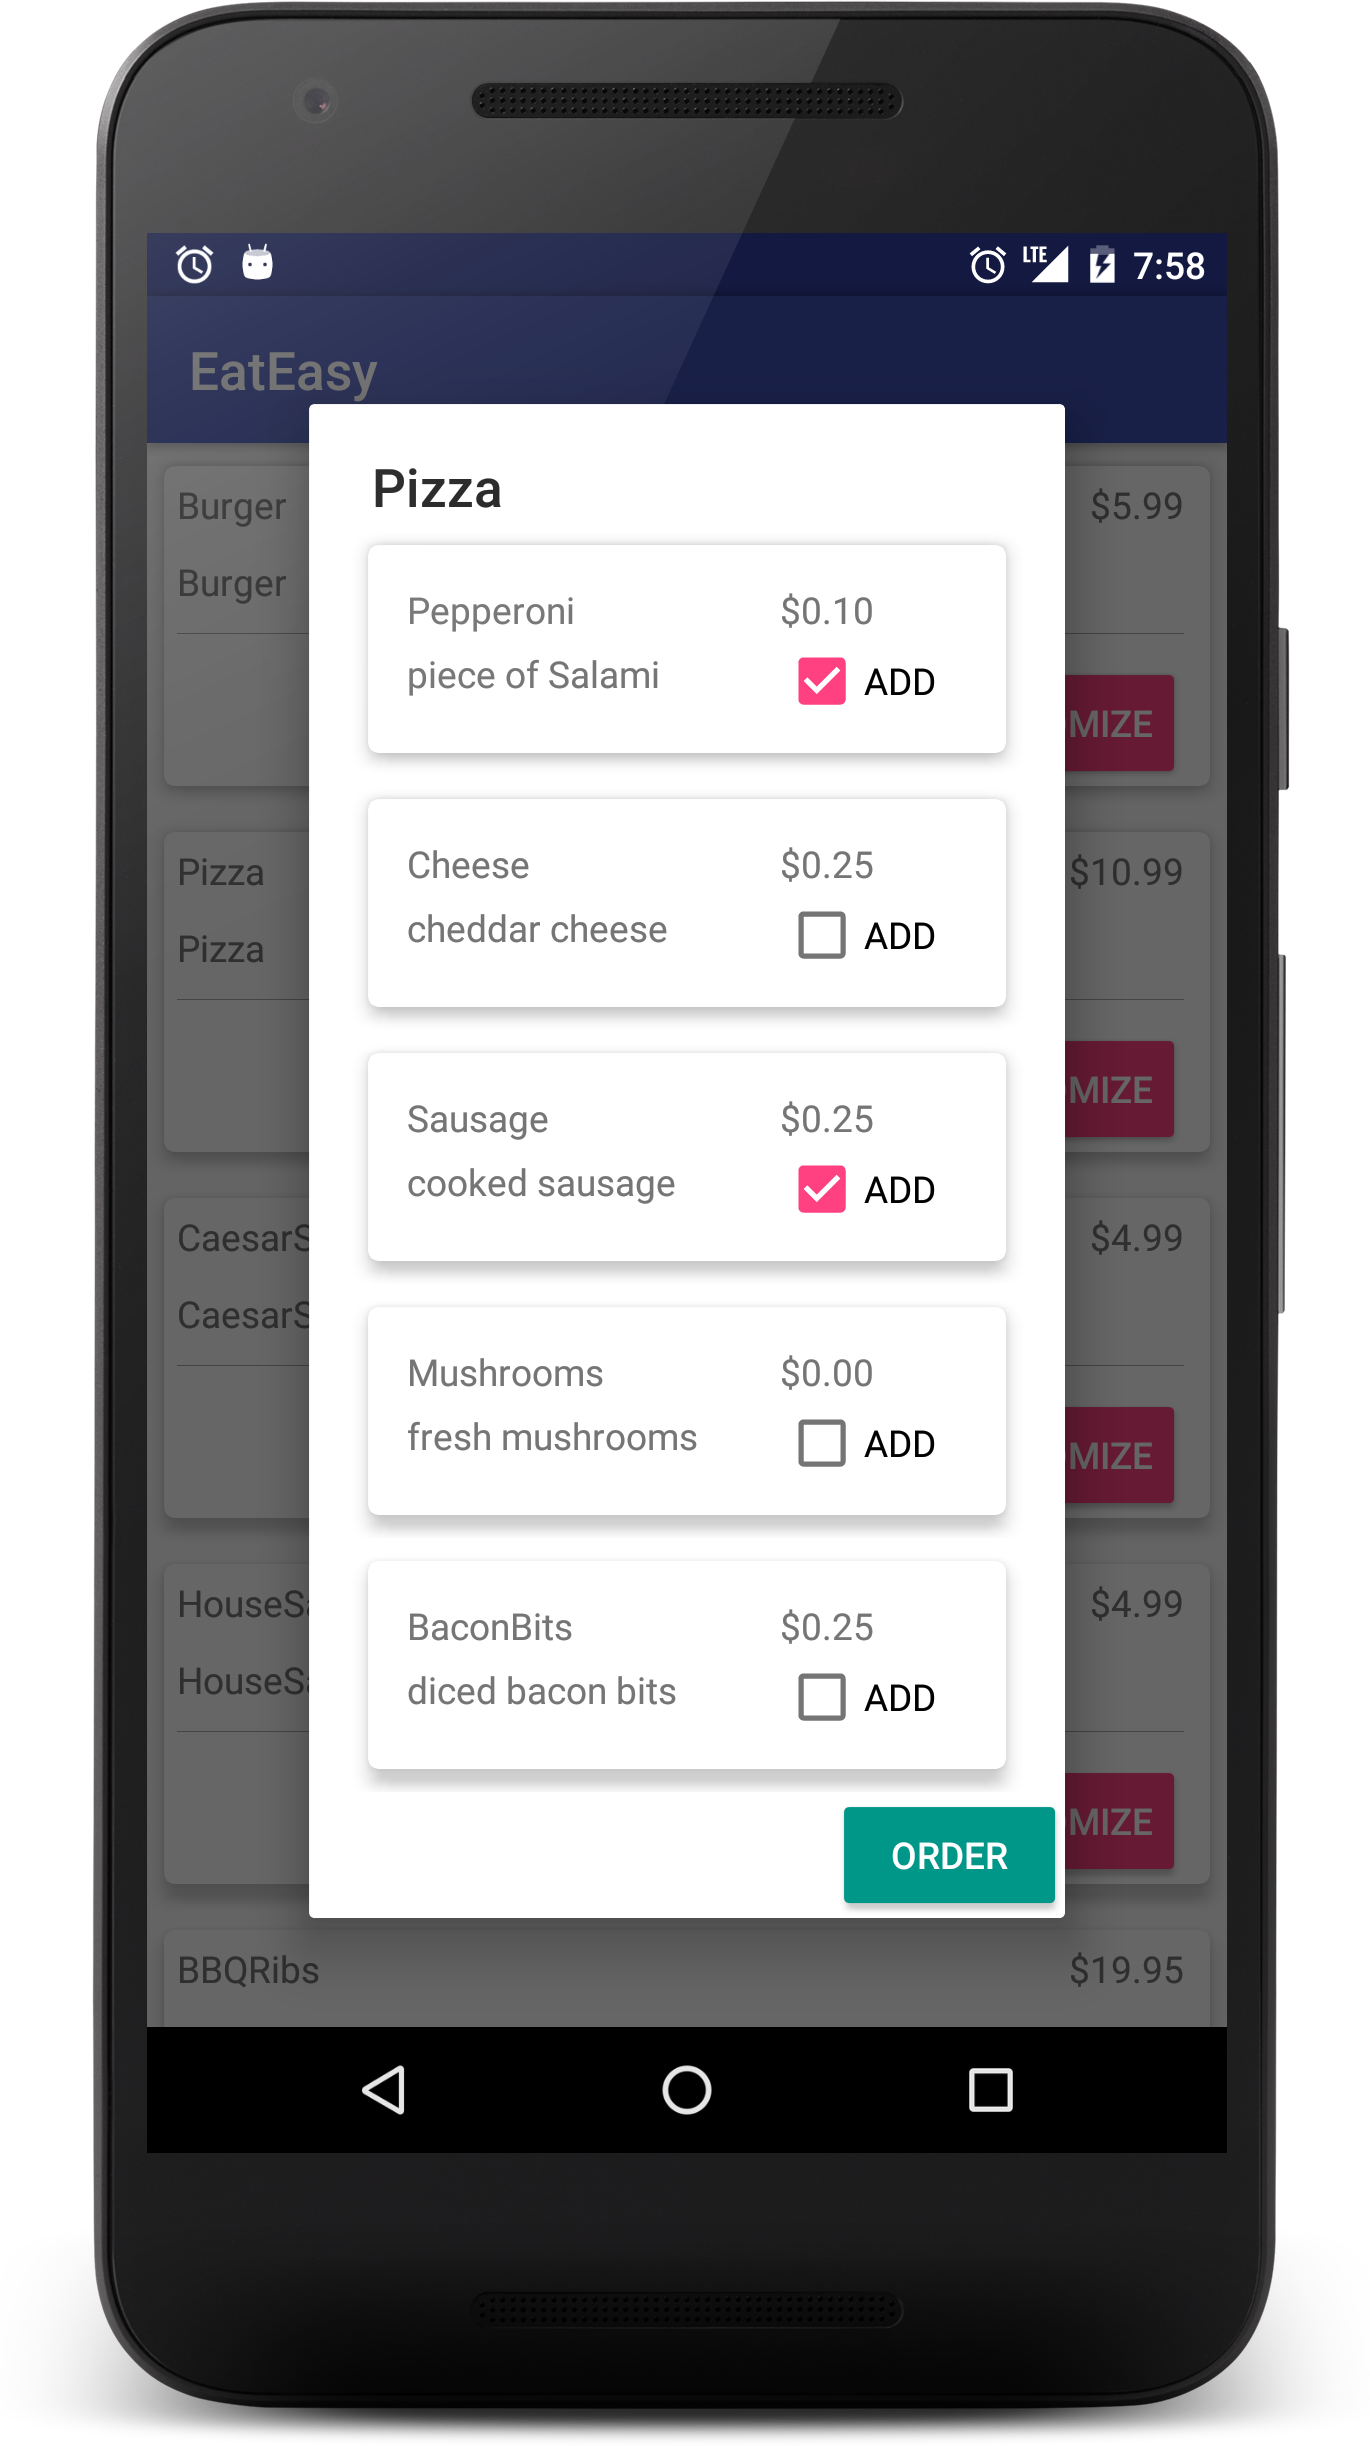 LTE 7:58
EatEasy
Pizza
Pepperoni $0.10
piece of Salami ADD
Cheese $0.25
cheddar cheese ADD
Sausage $0.25
cooked sausage ADD
Mushrooms $0.00
fresh mushrooms ADD
BaconBits $0.25
diced bacon bits ADD
ORDER
Burger $5.99
Burger
MIZE
Pizza $10.99
Pizza
MIZE
CaesarS $4.99
CaesarS
MIZE
HouseSa $4.99
HouseSa
MIZE
BBQRibs $19.95